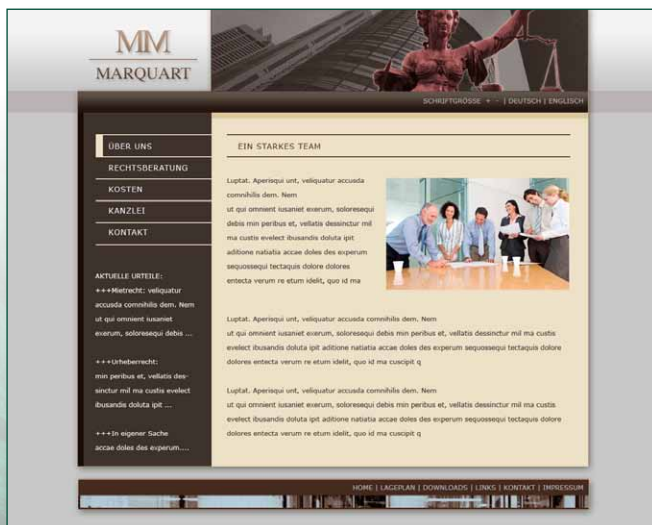 MM
MARQUART
SCHRIFTGRÖSSE + - | DEUTSCH | ENGLISCH
ÜBER UNS
RECHTSBERATUNG
KOSTEN
KANZLEI
KONTAKT
AKTUELLE URTEILE:
+++Mietrecht: veliquatur
accusda comnihilis dem. Nem
ut qui omnient iusaniet
exerum, soloresequi debis ...
+++Urheberrecht:
min peribus et, vellatis des-
sinctur mil ma custis evelect
ibusandis doluta ipit ...
+++In eigener Sache
accae doles des experum....
EIN STARKES TEAM
Luptat. Aperisqui unt, veliquatur accusda
comnihilis dem. Nem
ut qui omnient iusaniet exerum, soloresequi
debis min peribus et, vellatis dessinctur mil
ma custis evelect ibusandis doluta ipit
aditione natiatia accae doles des experum
sequossequi tectaquis dolore dolores
entecta verum re etum idelit, quo id ma
Luptat. Aperisqui unt, veliquatur accusda comnihilis dem. Nem
ut qui omnient iusaniet exerum, soloresequi debis min peribus et, vellatis dessinctur mil ma custis
evelect ibusandis doluta ipit aditione natiatia accae doles des experum sequossequi tectaquis dolore
dolores entecta verum re etum idelit, quo id ma cuscipit q
Luptat. Aperisqui unt, veliquatur accusda comnihilis dem. Nem
ut qui omnient iusaniet exerum, soloresequi debis min peribus et, vellatis dessinctur mil ma custis
evelect ibusandis doluta ipit aditione natiatia accae doles des experum sequossequi tectaquis dolore
dolores entecta verum re etum idelit, quo id ma cuscipit q
HOME | LAGEPLAN | DOWNLOADS | LINKS | KONTAKT | IMPRESSUM